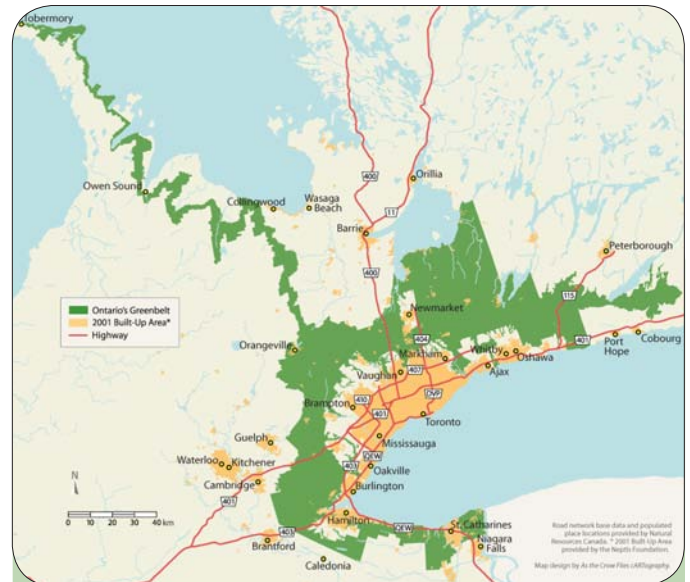 Tobermory
Owen Sound
Collingwood
Wasaga
Beach
Orillia
400
11
Barrie
Peterborough
400
115
Ontario's Greenbelt
2001 Built-Up Area*
Highway
Newmarket
Orangeville
404
Markham
Whitby
Oshawa
401
Port
Hope
Cobourg
407
Ajax
Vaughan
Brampton
410
DVP
401
Toronto
Guelph
Mississauga
Waterloo
Kitchener
QEW
403
Oakville
Cambridge
Burlington
N
401
0 10 20 30 40 km
Hamilton
QEW
St. Catharines
403
Brantford
Niagara
Falls
Caledonia
Road network base data and populated
place locations provided by Natural
Resources Canada. * 2001 Built Up Area
provided by the Neptis Foundation.
Map design by As the Crow Flies cARTography.